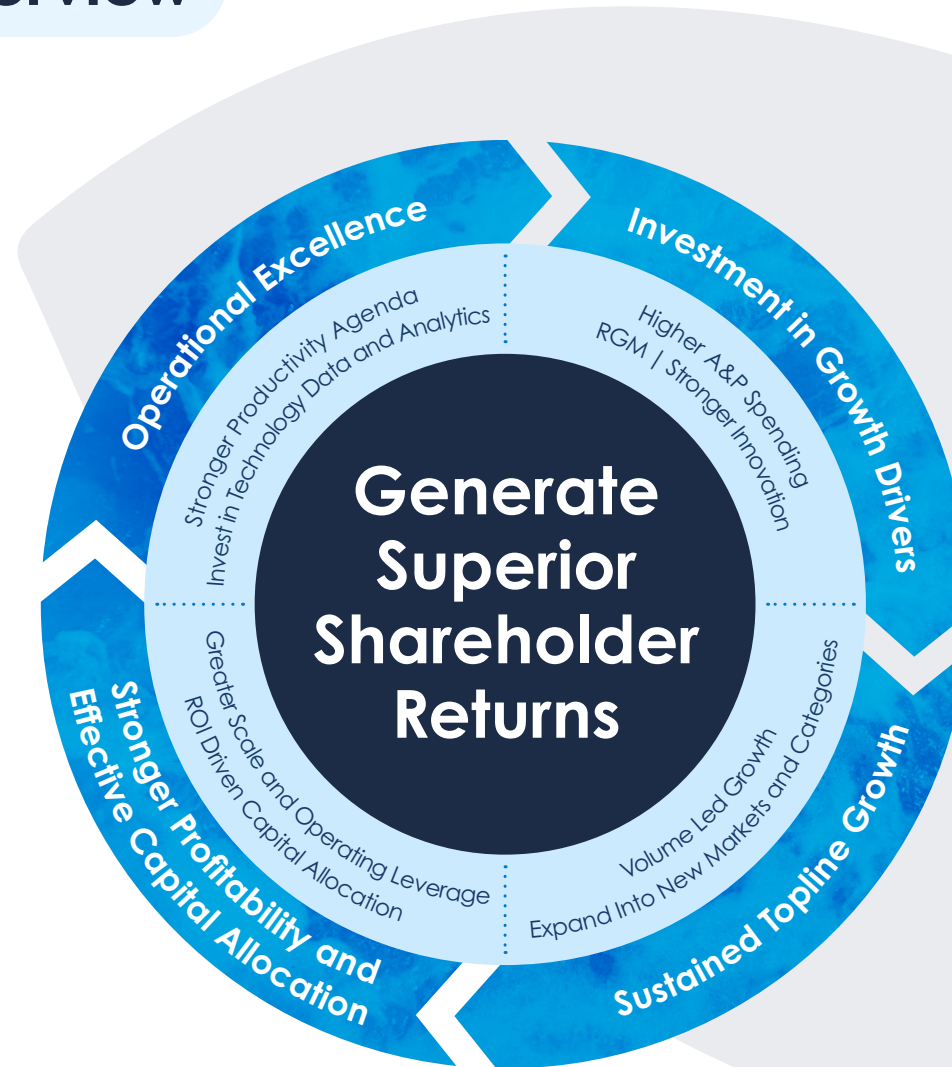 Operational Excellence
Stronger Productivity Agenda
Invest in Technology Data and Analytics
Investment in Growth Drivers
Higher A&P Spending
RGM | Stronger Innovation
Generate
Superior
Shareholder
Returns
Volume Led Growth
Expand Into New Markets and Categories
Sustained Topline Growth
Greater Scale and Operating Leverage
ROI Driven Capital Allocation
Stronger Profitability and
Effective Capital Allocation